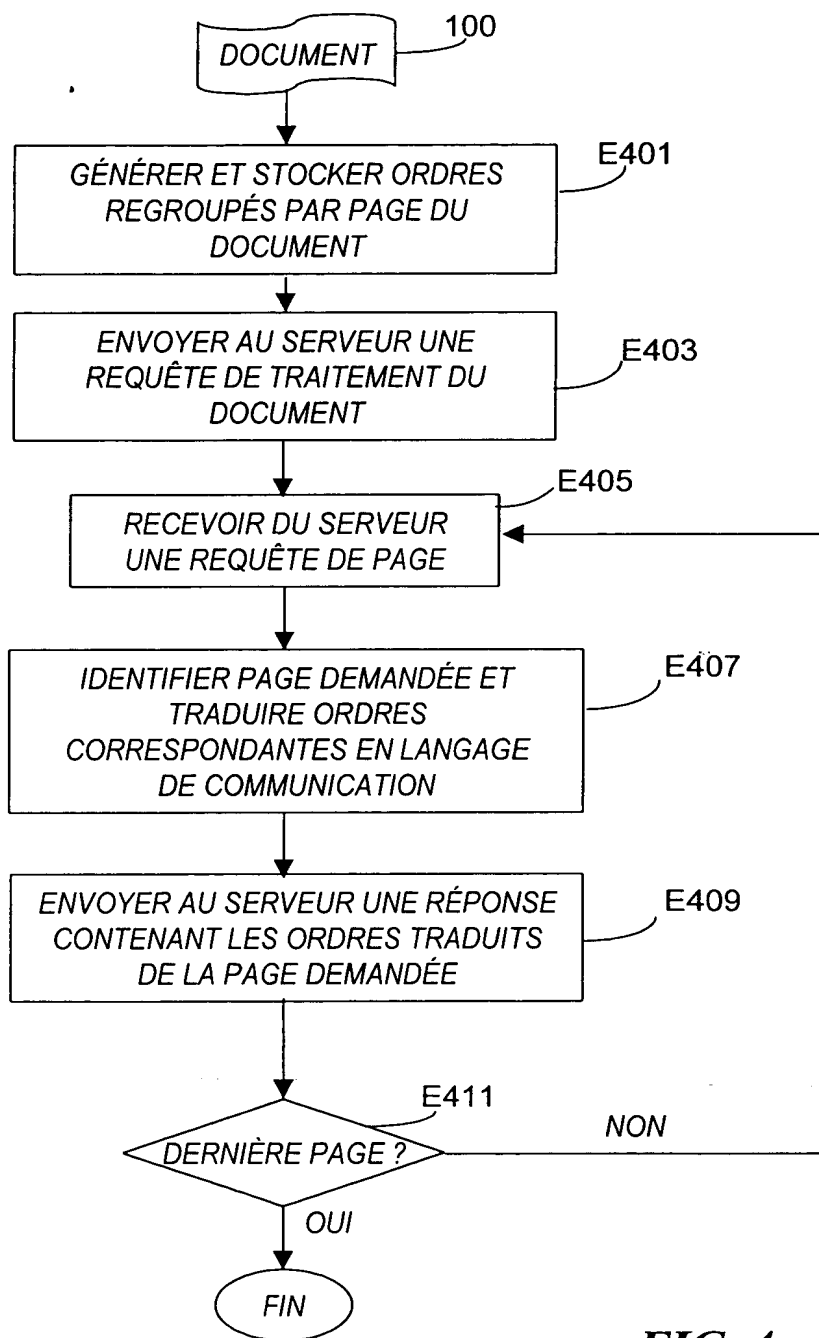 100
DOCUMENT
E401
GÉNÉRER ET STOCKER ORDRES
REGROUPÉS PAR PAGE DU
DOCUMENT
ENVOYER AU SERVEUR UNE
REQUÊTE DE TRAITEMENT DU
DOCUMENT
E403
E405
RECEVOIR DU SERVEUR
UNE REQUÊTE DE PAGE
E407
IDENTIFIER PAGE DEMANDÉE ET
TRADUIRE ORDRES
CORRESPONDANTES EN LANGAGE
DE COMMUNICATION
E409
ENVOYER AU SERVEUR UNE RÉPONSE
CONTENANT LES ORDRES TRADUITS
DE LA PAGE DEMANDÉE
E411
NON
DERNIÈRE PAGE ?
OUI
FIN